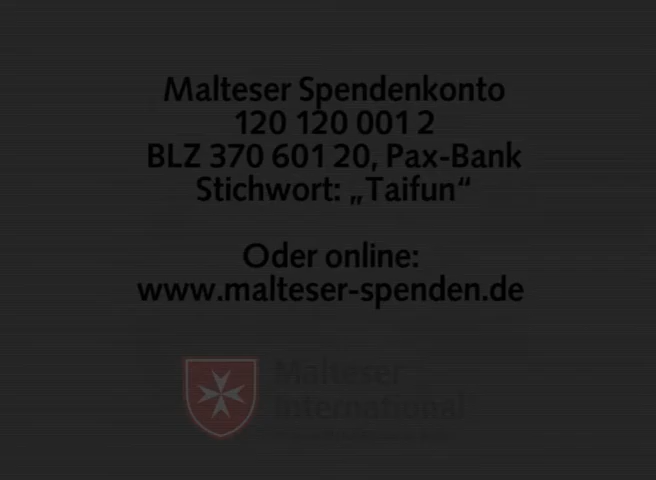 Malteser Spendenkonto
120 120 001 2
BLZ 370 601 20, Pax-Bank
Stichwort: „Taifun“
Oder online:
www.malteser-spenden.de
Malteser
International